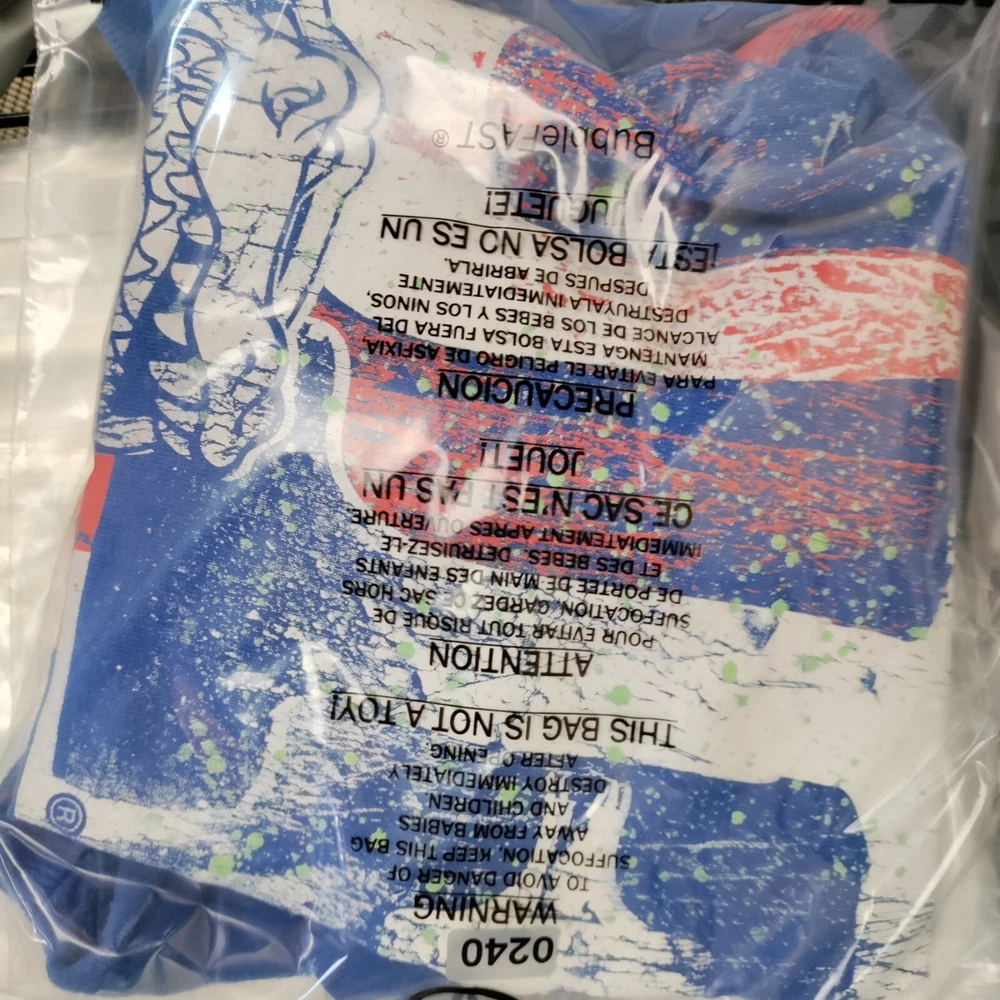 0240
WARNING
TO AVOID DANGER OF
SUFFOCATION, KEEP THIS BAG
AWAY FROM BABIES
AND CHILDREN
DESTROY IMMEDIATELY
AFTER OPENING
THIS BAG IS NOT A TOY!
ATTENTION
POUR EVITAR TOUT RISQUE DE
SUFFOCATION, GARDEZ CE SAC HORS
DE PORTEE DE MAIN DES ENFANTS
ET DES BEBES. DETRUISEZ-LE
IMMEDIATEMENT APRES OUVERTURE.
CE SAC N'EST PAS UN
JOUET!
PRECAUCION
PARA EVITAR EL PELIGRO DE ASFIXIA,
MANTENGA ESTA BOLSA FUERA DEL
ALCANCE DE LOS BEBES Y LOS NINOS,
DESTRUYALA IMMEDIATEMENTE
DESPUES DE ABRIRLA.
¡ESTA BOLSA NO ES UN
JUGUETE!
BubbleFAST®
®